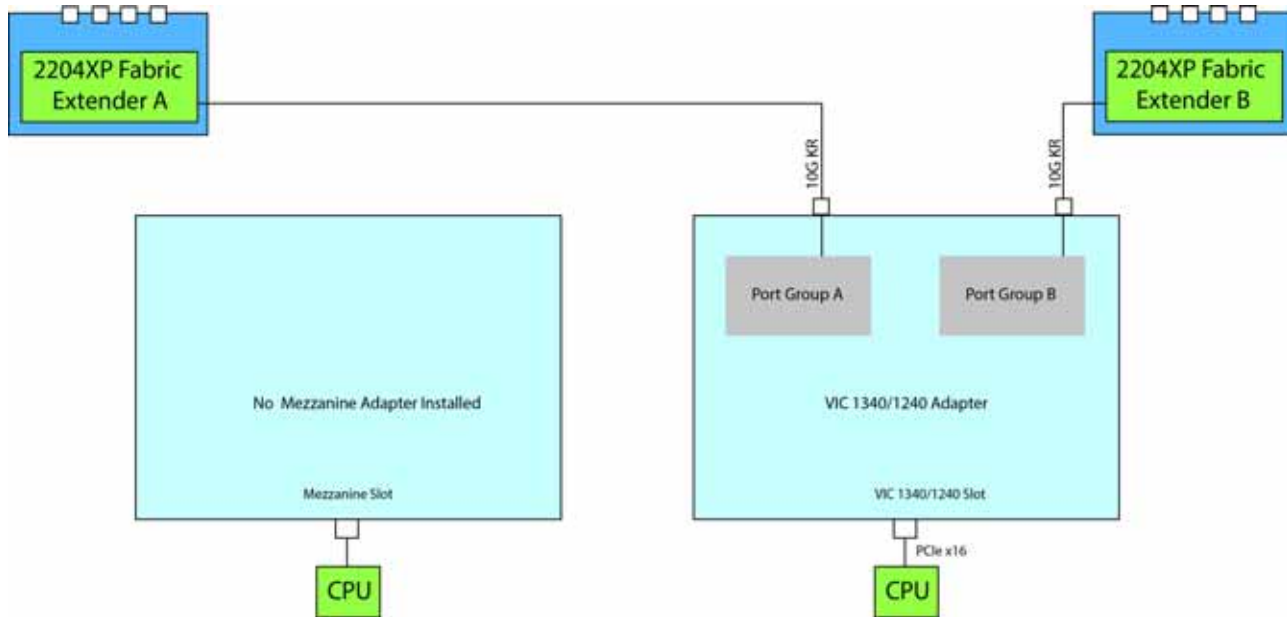 2204XP Fabric
Extender A
2204XP Fabric
Extender B
10G KR
10G KR
Port Group A
Port Group B
No Mezzanine Adapter Installed
VIC 1340/1240 Adapter
Mezzanine Slot
VIC 1340/1240 Slot
PCIe x16
CPU
CPU